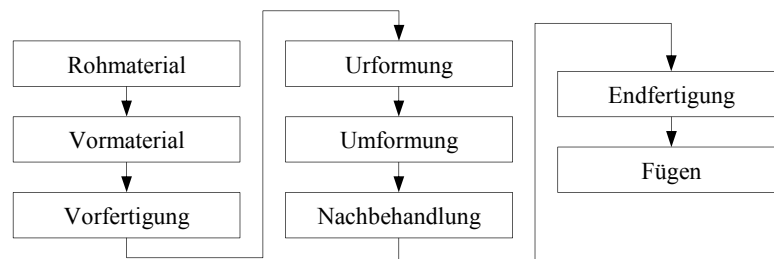 Rohmaterial
Vormaterial
Vorfertigung
Urformung
Umformung
Nachbehandlung
Endfertigung
Fügen